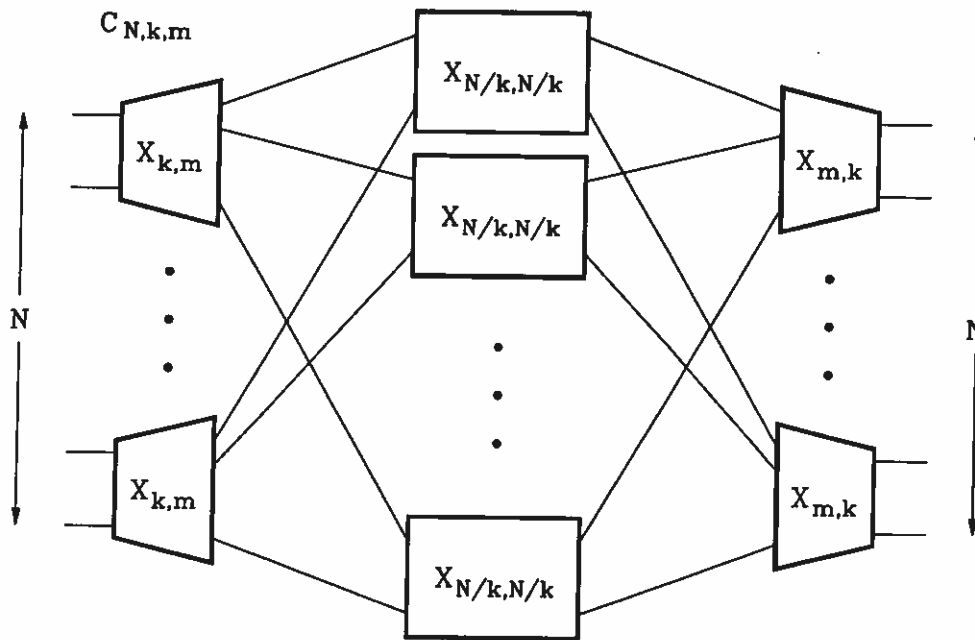 C_{N,k,m}
X_{N/k,N/k}
X_{k,m}
X_{m,k}
X_{N/k,N/k}
N
N
X_{k,m}
X_{m,k}
X_{N/k,N/k}